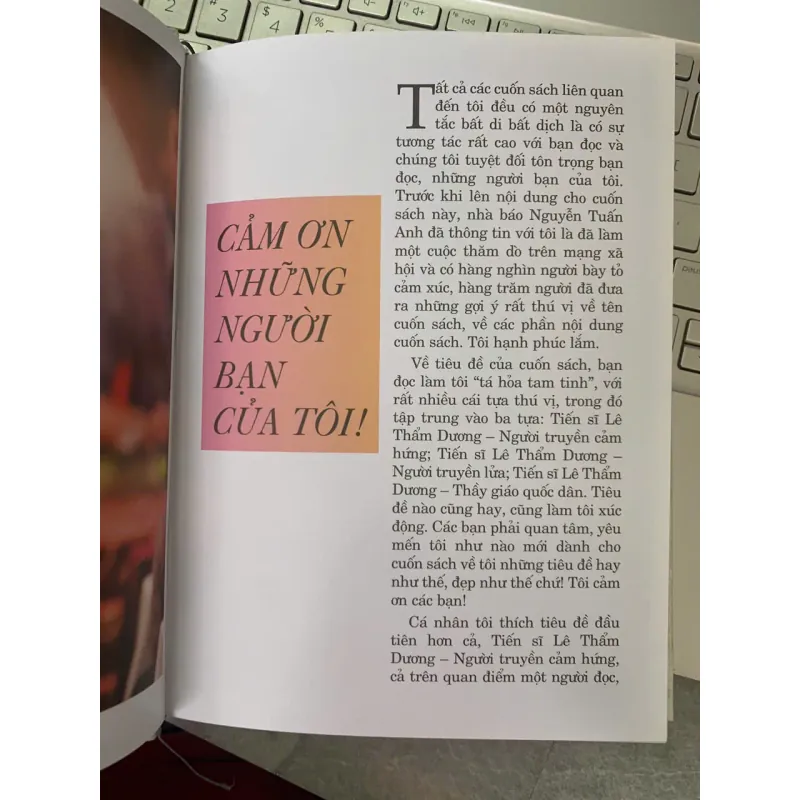 CẢM ƠN
NHỮNG
NGƯỜI
BẠN
CỦA TÔI!
Tất cả các cuốn sách liên quan
đến tôi đều có một nguyên
tắc bất di bất dịch là có sự
tương tác rất cao với bạn đọc và
chúng tôi tuyệt đối tôn trọng bạn
đọc, những người bạn của tôi.
Trước khi lên nội dung cho cuốn
sách này, nhà báo Nguyễn Tuấn
Anh đã thông tin với tôi là đã làm
một cuộc thăm dò trên mạng xã
hội và có hàng nghìn người bày tỏ
cảm xúc, hàng trăm người đã đưa
ra những gợi ý rất thú vị về tên
cuốn sách, về các phần nội dung
cuốn sách. Tôi hạnh phúc lắm.
Về tiêu đề của cuốn sách, bạn
đọc làm tôi “tá hỏa tam tinh”, với
rất nhiều cái tựa thú vị, trong đó
tập trung vào ba tựa: Tiến sĩ Lê
Thẩm Dương – Người truyền cảm
hứng; Tiến sĩ Lê Thẩm Dương –
Người truyền lửa; Tiến sĩ Lê Thẩm
Dương – Thầy giáo quốc dân. Tiêu
đề nào cũng hay, cũng làm tôi xúc
động. Các bạn phải quan tâm, yêu
mến tôi như nào mới dành cho
cuốn sách về tôi những tiêu đề hay
như thế, đẹp như thế chứ! Tôi cảm
ơn các bạn!
Cá nhân tôi thích tiêu đề đầu
tiên hơn cả, Tiến sĩ Lê Thẩm
Dương – Người truyền cảm hứng,
cả trên quan điểm một người đọc,